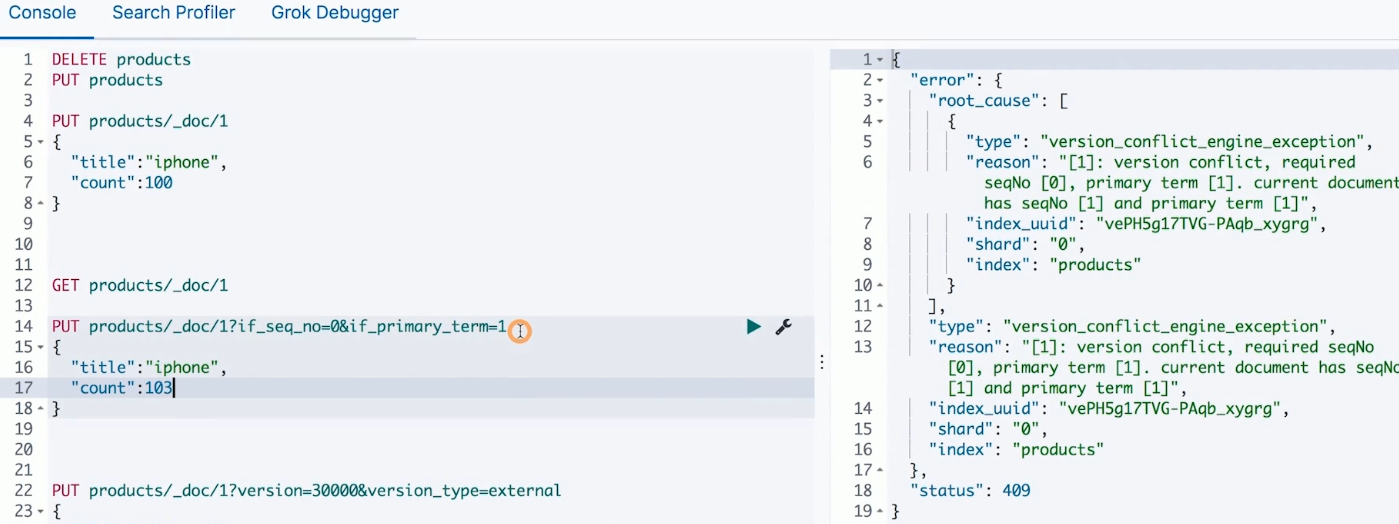 Console Search Profiler Grok Debugger
1 DELETE products
2 PUT products
3
4 PUT products/_doc/1
5 {
6 "title":"iphone",
7 "count":100
8 }
9
10
11
12 GET products/_doc/1
13
14 PUT products/_doc/1?if_seq_no=0&if_primary_term=1
15 {
16 "title":"iphone",
17 "count":103
18 }
19
20
21
22 PUT products/_doc/1?version=30000&version_type=external
23 {
1 {
2 "error": {
3 "root_cause": [
4 {
5 "type": "version_conflict_engine_exception",
6 "reason": "[1]: version conflict, required
seqNo [0], primary term [1]. current document
has seqNo [1] and primary term [1]",
7 "index_uuid": "vePH5g17TVG-PAqb_xygrg",
8 "shard": "0",
9 "index": "products"
10 }
11 ],
12 "type": "version_conflict_engine_exception",
13 "reason": "[1]: version conflict, required seqNo
[0], primary term [1]. current document has seqNo
[1] and primary term [1]",
14 "index_uuid": "vePH5g17TVG-PAqb_xygrg",
15 "shard": "0",
16 "index": "products"
17 },
18 "status": 409
19 }